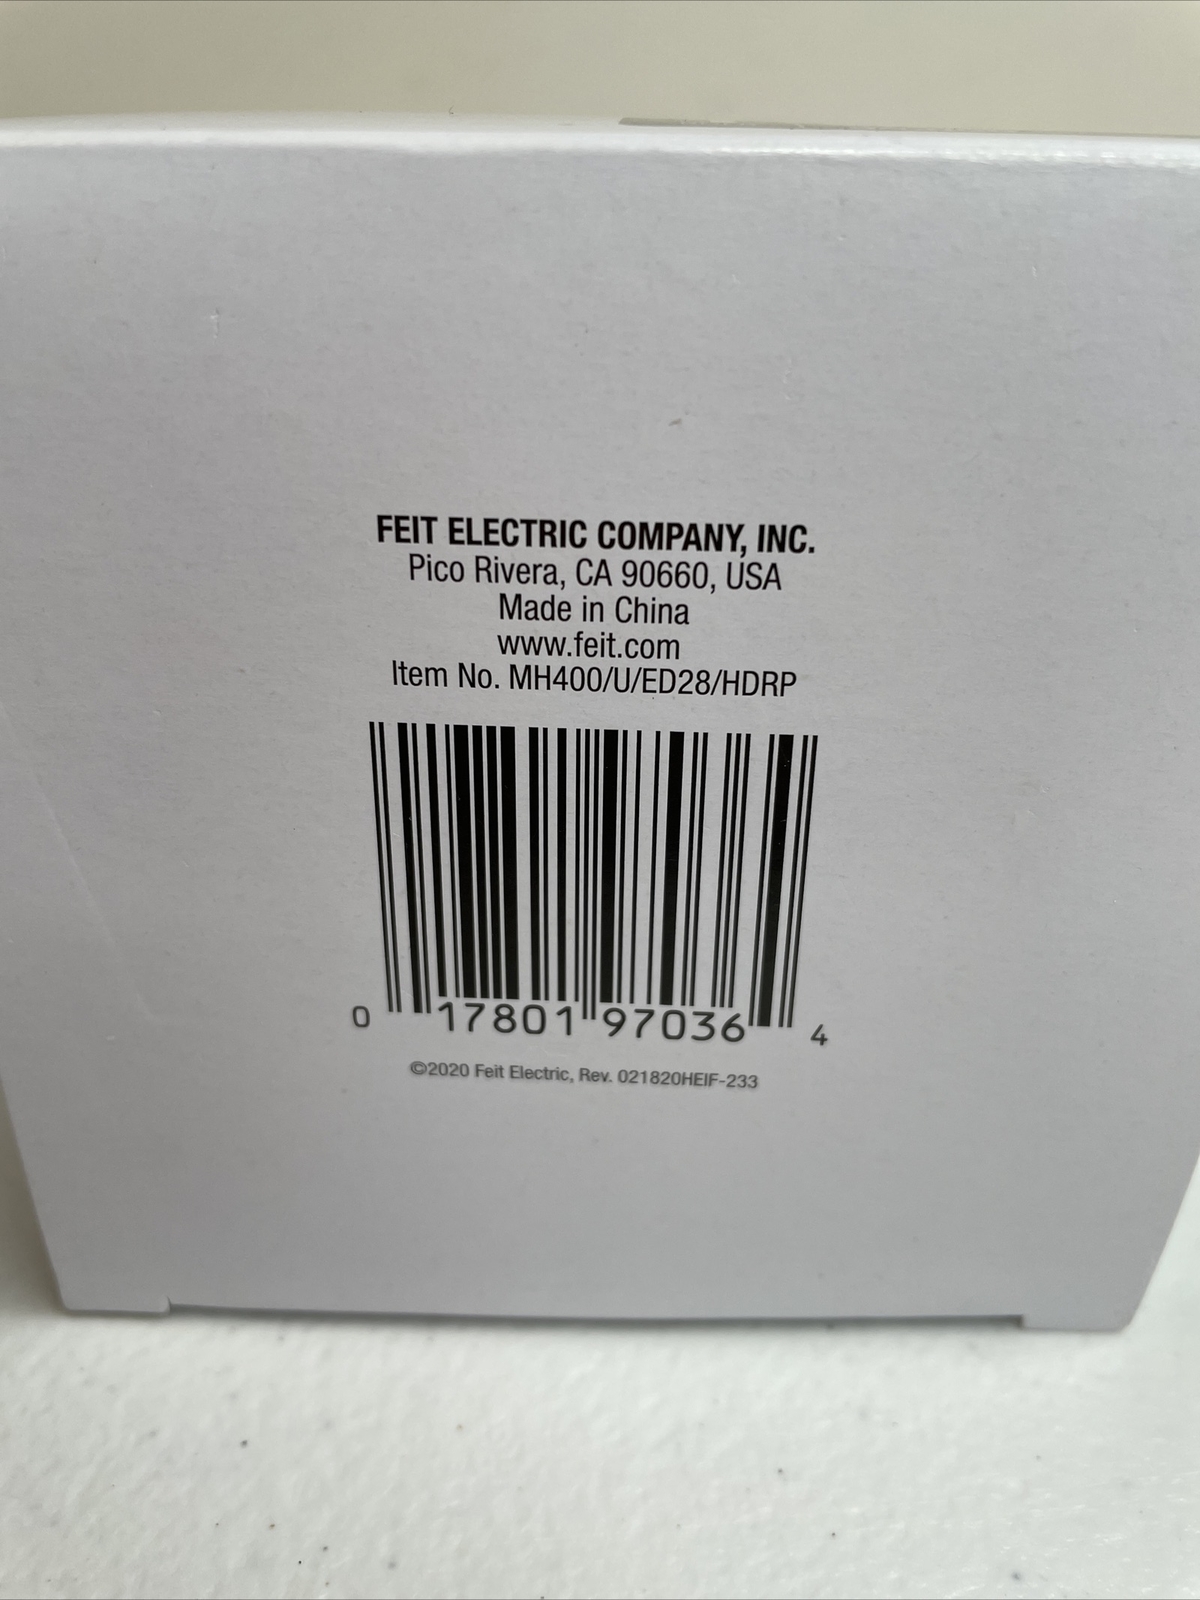 FEIT ELECTRIC COMPANY, INC.
Pico Rivera, CA 90660, USA
Made in China
www.feit.com
Item No. MH400/U/ED28/HDRP
0 17801 97036 4
©2020 Feit Electric, Rev. 021820HEIF-233